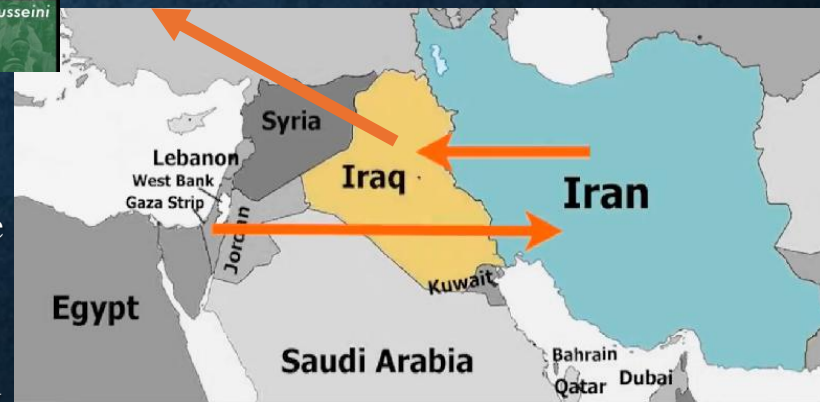 usseini
Syria
Lebanon
West Bank
Gaza Strip
Iraq
Iran
Jordan
Kuwait
Egypt
Saudi Arabia
Bahrain
Qatar
Dubai